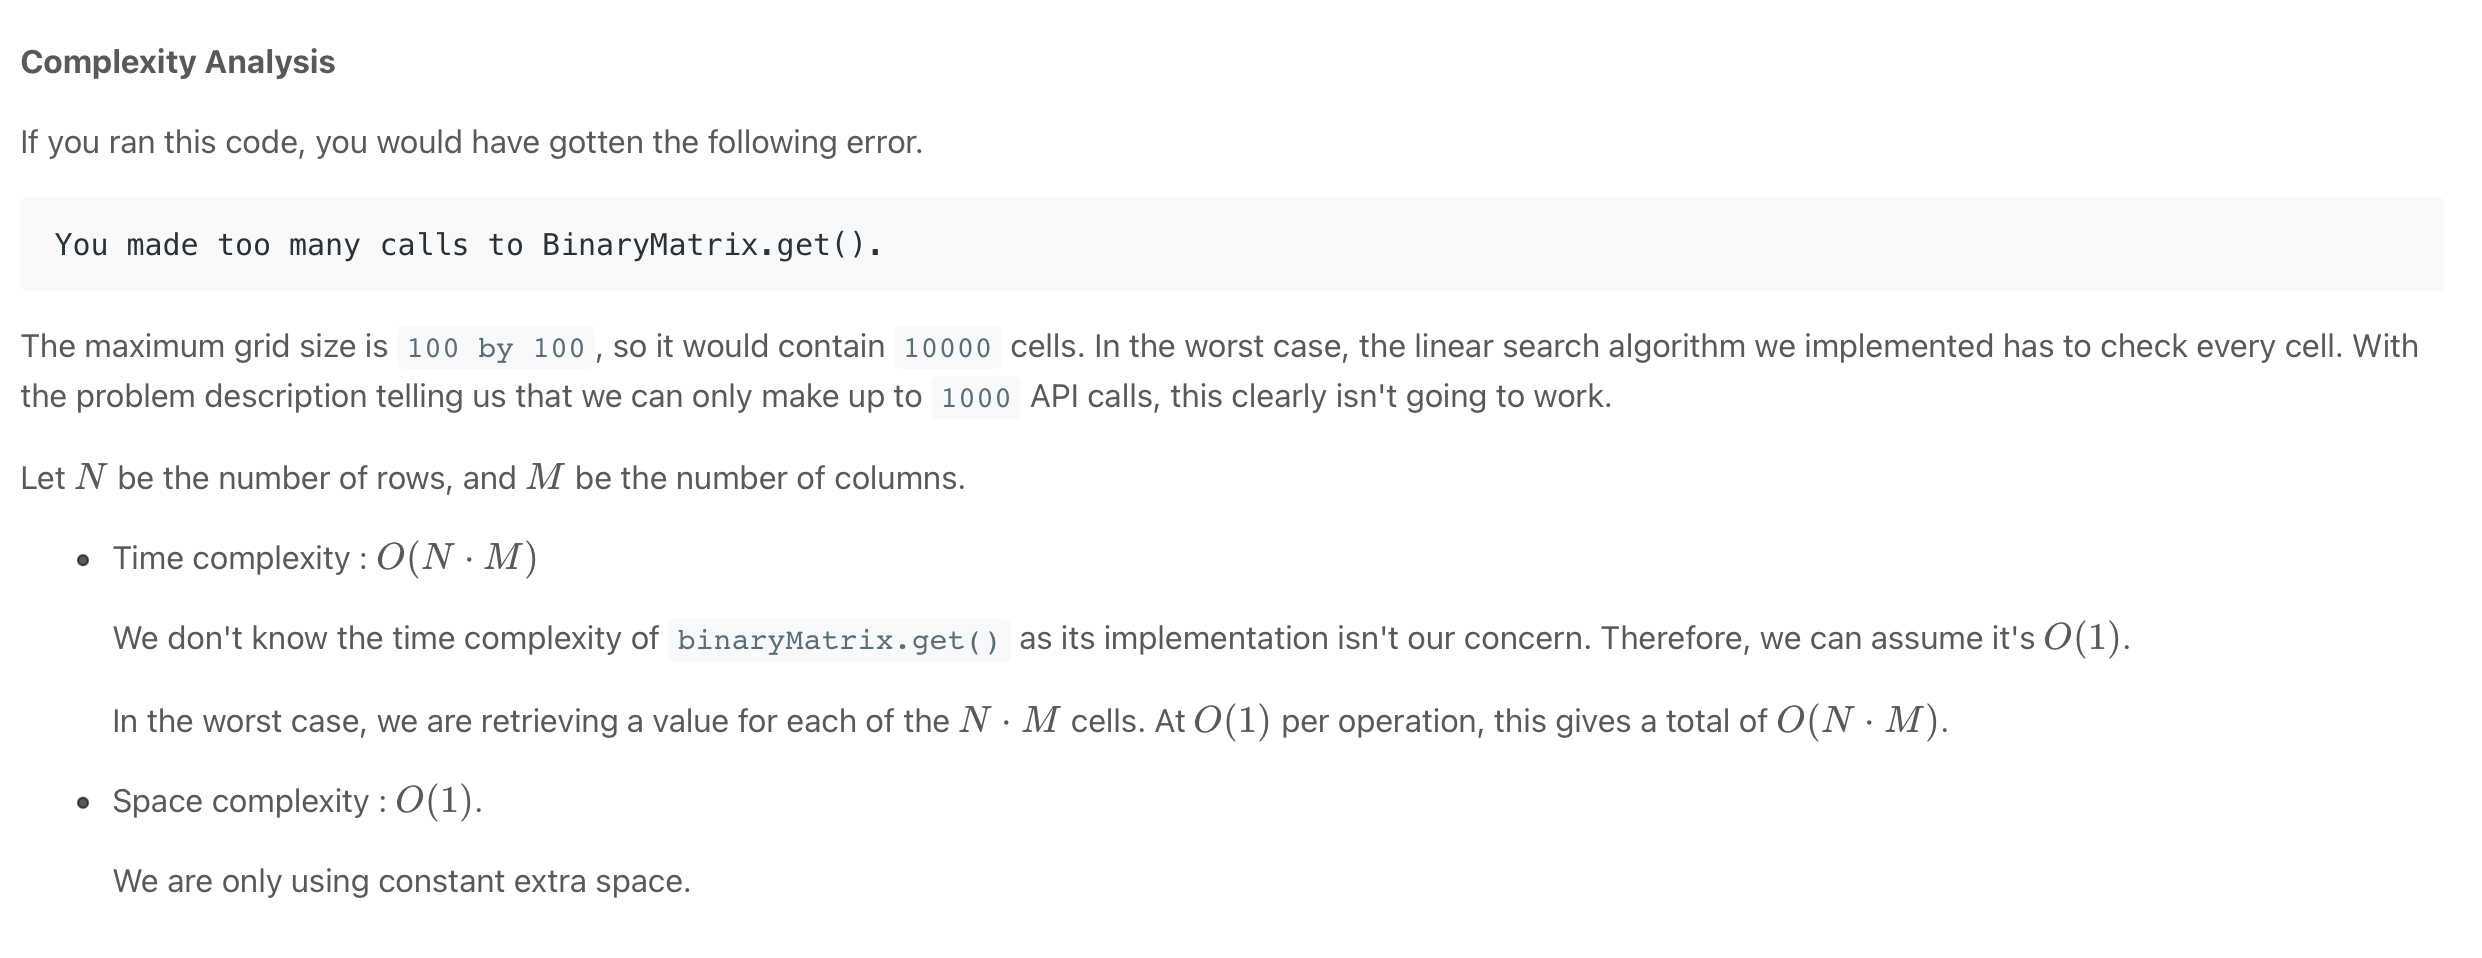 Complexity Analysis
If you ran this code, you would have gotten the following error.
You made too many calls to BinaryMatrix.get().
The maximum grid size is 100 by 100, so it would contain 10000 cells. In the worst case, the linear search algorithm we implemented has to check every cell. With
the problem description telling us that we can only make up to 1000 API calls, this clearly isn't going to work.
Let N be the number of rows, and M be the number of columns.
• Time complexity : O(N · M)
We don't know the time complexity of binaryMatrix.get() as its implementation isn't our concern. Therefore, we can assume it's O(1).
In the worst case, we are retrieving a value for each of the N · M cells. At O(1) per operation, this gives a total of O(N · M).
• Space complexity : O(1).
We are only using constant extra space.